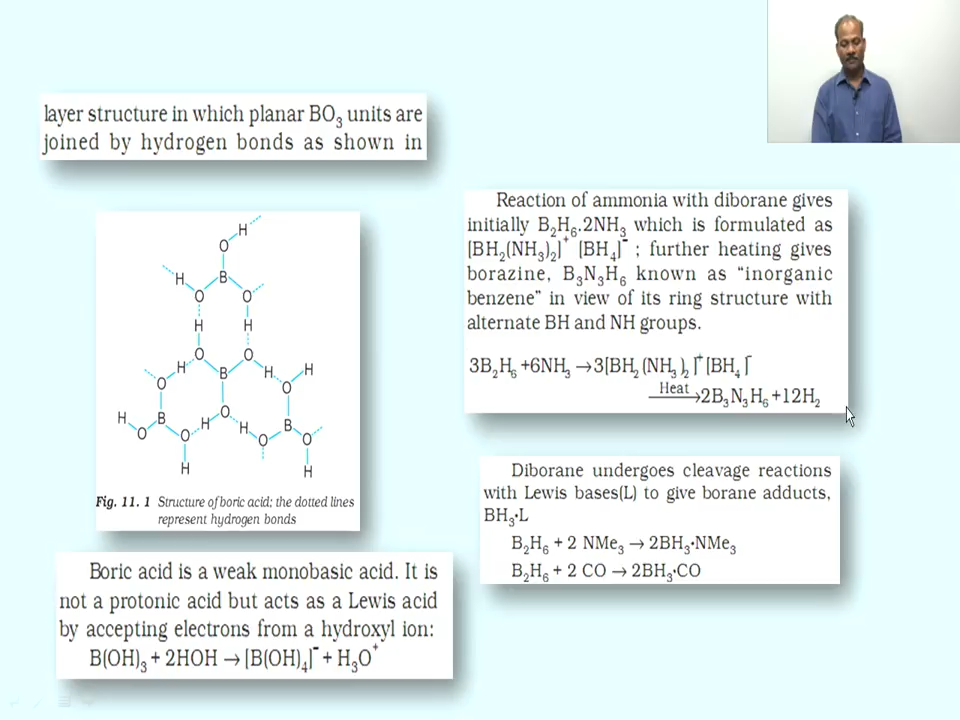 layer structure in which planar BO₃ units are
joined by hydrogen bonds as shown in
H
O
H
B
O
O
H
H
O
O
H
B
H
H
O
O
O
H
B
H
H
B
O
O
O
O
H
H
Fig. 11. 1 Structure of boric acid; the dotted lines
represent hydrogen bonds
Boric acid is a weak monobasic acid. It is
not a protonic acid but acts as a Lewis acid
by accepting electrons from a hydroxyl ion:
B(OH)₃ + 2HOH → [B(OH)₄]⁻ + H₃O⁺
Reaction of ammonia with diborane gives
initially B₂H₆.2NH₃ which is formulated as
[BH₂(NH₃)₂]⁺ [BH₄]⁻ ; further heating gives
borazine, B₃N₃H₆ known as “inorganic
benzene” in view of its ring structure with
alternate BH and NH groups.
3B₂H₆ +6NH₃ → 3[BH₂(NH₃)₂]⁺[BH₄]⁻
Heat
→2B₃N₃H₆ +12H₂
Diborane undergoes cleavage reactions
with Lewis bases(L) to give borane adducts,
BH₃·L
B₂H₆ + 2 NMe₃ → 2BH₃·NMe₃
B₂H₆ + 2 CO → 2BH₃·CO